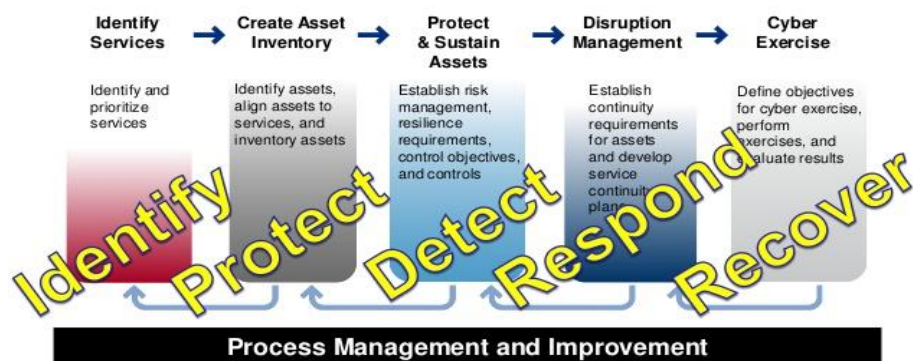 Identify
Services
Create Asset
Inventory
Protect
& Sustain
Assets
Disruption
Management
Cyber
Exercise
Identify and
prioritize
services
Identify assets,
align assets to
services, and
inventory assets
Establish risk
management,
resilience
requirements,
control objectives,
and controls
Establish
continuity
requirements
for assets
and develop
service
continuity
plans
Define objectives
for cyber exercise,
perform
exercises, and
evaluate results
Identify
Protect
Detect
Respond
Recover
Process Management and Improvement